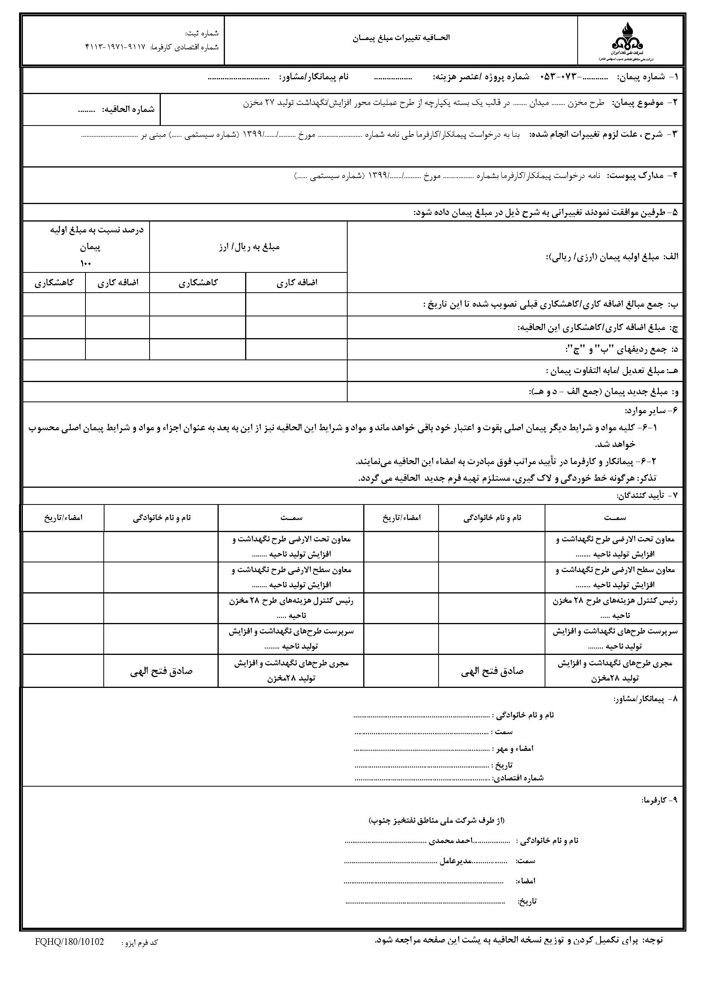 شرکت ملی نفت ایران
شرکت ملی مناطق نفتخیز جنوب (سهامی خاص)
الحــاقیه تغییرات مبلغ پیمــان
شماره ثبت:
شماره اقتصادی کارفرما: ۹۱۱۷-۱۹۷۱-۴۱۱۳
۱- شماره پیمان: ............-۰۷۳-۰۵۳ شماره پروژه /عنصر هزینه: ................. نام پیمانکار/مشاور: ............................
۲- موضوع پیمان: طرح مخزن ........ میدان ........ در قالب یک بسته یکپارچه از طرح عملیات محور افزایش/نگهداشت تولید ۲۷ مخزن
شماره الحاقیه: ........
۳- شرح ، علت لزوم تغییرات انجام شده: بنا به درخواست پیمانکار/کارفرما طی نامه شماره .......................... مورخ ........../......./۱۳۹۹ (شماره سیستمی ......) مبنی بر .................................
۴- مدارک پیوست: نامه درخواست پیمانکار/کارفرما بشماره .................. مورخ ........../......./۱۳۹۹ (شماره سیستمی ......)
۵- طرفین موافقت نمودند تغییراتی به شرح ذیل در مبلغ پیمان داده شود:
الف: مبلغ اولیه پیمان (ارزی/ ریالی):
مبلغ به ریال/ ارز
درصد نسبت به مبلغ اولیه
پیمان
۱۰۰
اضافه کاری کاهشکاری اضافه کاری کاهشکاری
ب: جمع مبالغ اضافه کاری/کاهشکاری قبلی تصویب شده تا این تاریخ :
ج: مبلغ اضافه کاری/کاهشکاری این الحاقیه:
د: جمع ردیفهای "ب" و "ج":
هـ: مبلغ تعدیل /مابه التفاوت پیمان :
و: مبلغ جدید پیمان (جمع الف - د و هـ):
۶- سایر موارد:
۶-۱- کلیه مواد و شرایط دیگر پیمان اصلی بقوت و اعتبار خود باقی خواهد ماند و مواد و شرایط این الحاقیه نیز از این به بعد به عنوان اجزاء و مواد و شرایط پیمان اصلی محسوب
خواهد شد.
۶-۲- پیمانکار و کارفرما در تأیید مراتب فوق مبادرت به امضاء این الحاقیه می‌نمایند.
تذکر: هرگونه خط خوردگی و لاک گیری، مستلزم تهیه فرم جدید الحاقیه می گردد.
۷- تأیید کنندگان:
سمــت نام و نام خانوادگی امضاء/تاریخ سمــت نام و نام خانوادگی امضاء/تاریخ
معاون تحت الارضی طرح نگهداشت و معاون تحت الارضی طرح نگهداشت و
افزایش تولید ناحیه ........ افزایش تولید ناحیه ........
معاون سطح الارضی طرح نگهداشت و معاون سطح الارضی طرح نگهداشت و
افزایش تولید ناحیه ........ افزایش تولید ناحیه ........
رئیس کنترل هزینه‌های طرح ۲۸ مخزن رئیس کنترل هزینه‌های طرح ۲۸ مخزن
ناحیه ..... ناحیه .....
سرپرست طرح‌های نگهداشت و افزایش سرپرست طرح‌های نگهداشت و افزایش
تولید ناحیه ........ تولید ناحیه ........
مجری طرح‌های نگهداشت و افزایش صادق فتح الهی مجری طرح‌های نگهداشت و افزایش صادق فتح الهی
تولید ۲۸مخزن تولید ۲۸مخزن
۸- پیمانکار/مشاور:
نام و نام خانوادگی : ......................................................................
سمت : ......................................................................
امضاء و مهر : ......................................................................
تاریخ : ......................................................................
شماره اقتصادی: ......................................................................
۹- کارفرما:
(از طرف شرکت ملی مناطق نفتخیز جنوب)
نام و نام خانوادگی : ...................احمد محمدی ..........................................
سمت: ...................مدیرعامل ................................................
امضاء: ..................................................................................
تاریخ: ..................................................................................
توجه: برای تکمیل کردن و توزیع نسخه الحاقیه به پشت این صفحه مراجعه شود.
کد فرم ایزو : FQHQ/180/10102